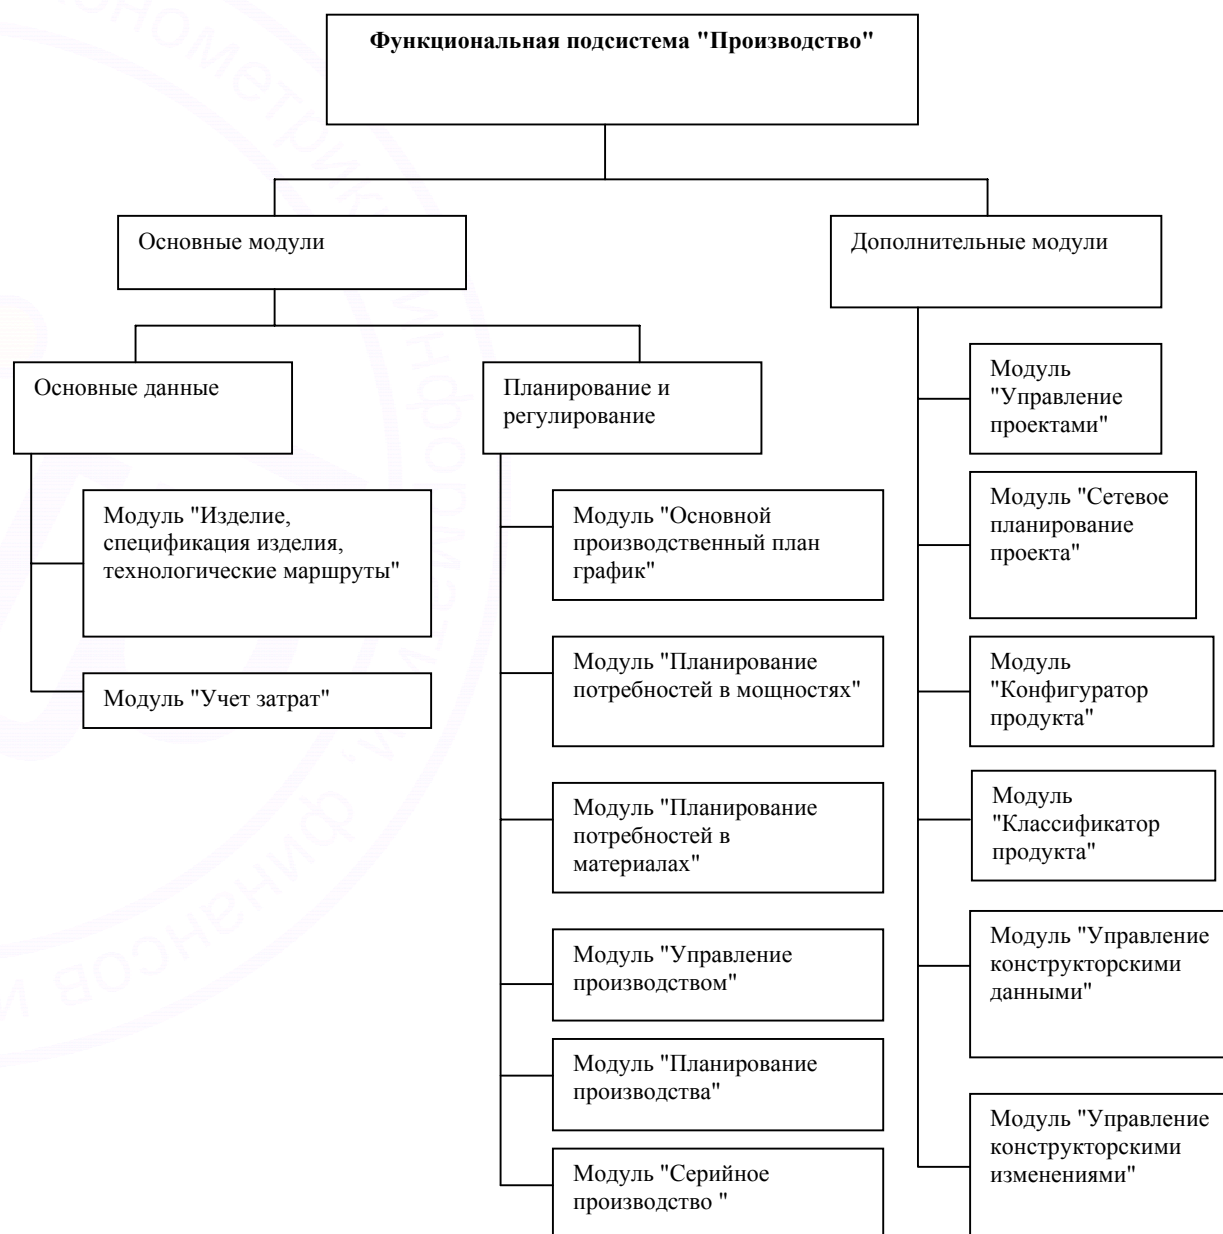 Функциональная подсистема "Производство"
Основные модули
Дополнительные модули
Основные данные
Планирование и
регулирование
Модуль "Изделие,
спецификация изделия,
технологические маршруты"
Модуль "Учет затрат"
Модуль "Основной
производственный план
график"
Модуль "Планирование
потребностей в мощностях"
Модуль "Планирование
потребностей в
материалах"
Модуль "Управление
производством"
Модуль "Планирование
производства"
Модуль "Серийное
производство "
Модуль
"Управление
проектами"
Модуль "Сетевое
планирование
проекта"
Модуль
"Конфигуратор
продукта"
Модуль
"Классификатор
продукта"
Модуль "Управление
конструкторскими
данными"
Модуль "Управление
конструкторскими
изменениями"